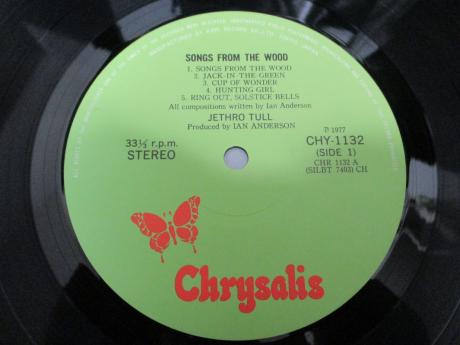 SONGS FROM THE WOOD
1. SONGS FROM THE WOOD
2. JACK-IN-THE-GREEN
3. CUP OF WONDER
4. HUNTING GIRL
5. RING OUT, SOLSTICE BELLS
All compositions written by Ian Anderson
JETHRO TULL
Produced by IAN ANDERSON
33⅓ r.p.m.
STEREO
Ⓟ 1977
CHY-1132
(SIDE 1)
CHR 1132 A
(SILBT 7493) CH
Chrysalis